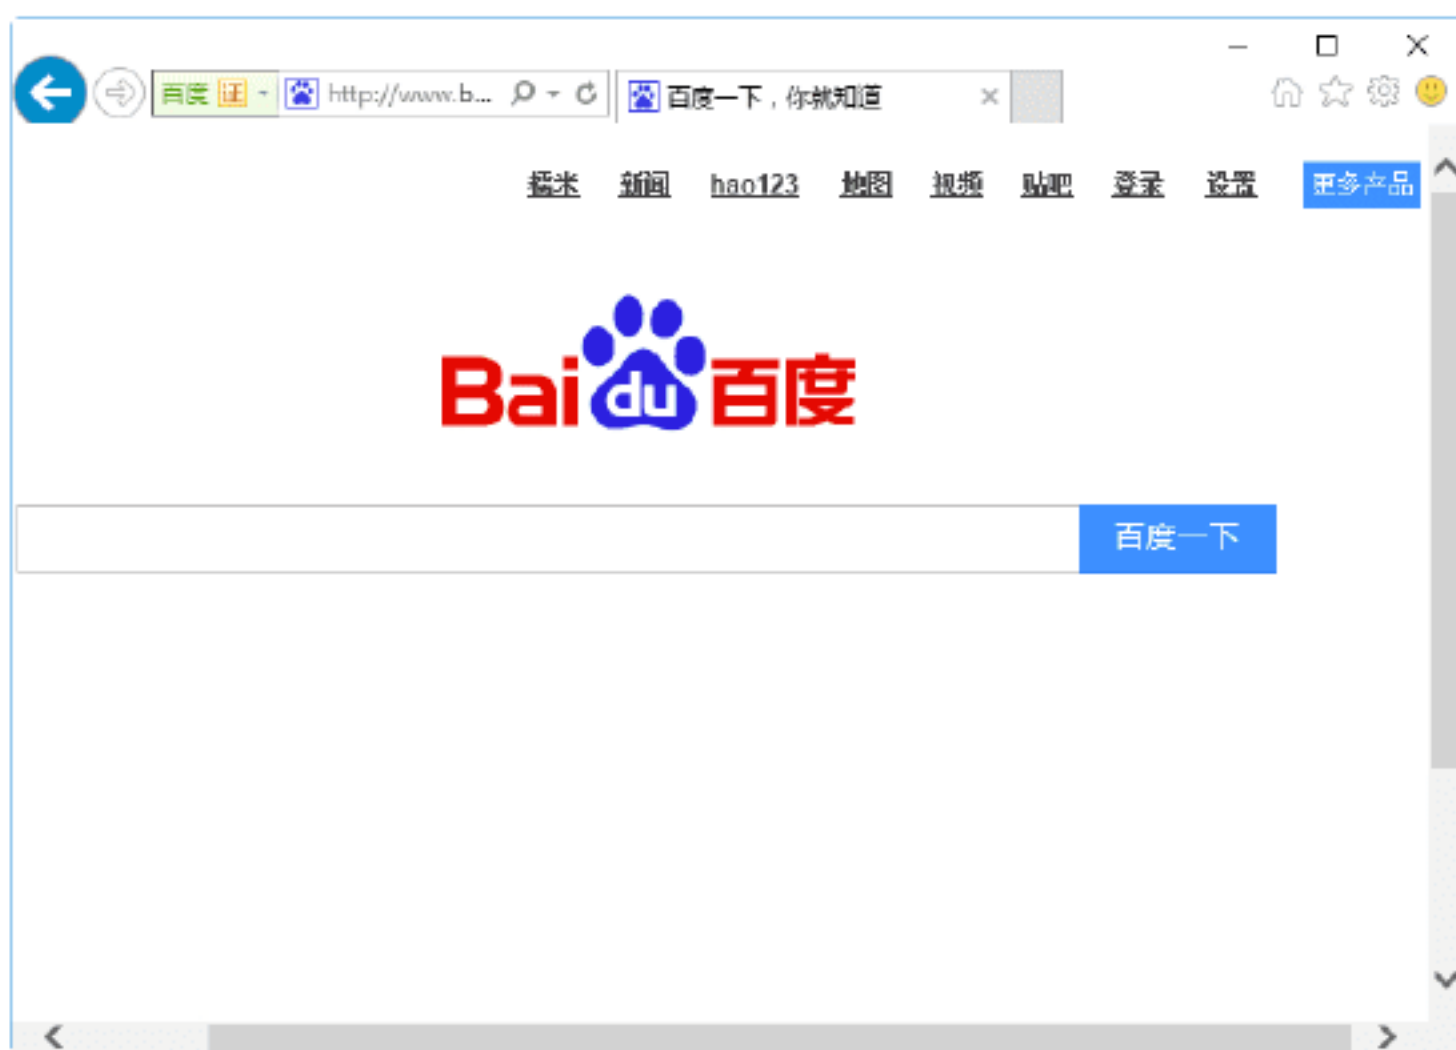 百度 证 http://www.b... 百度一下，你就知道
糯米 新闻 hao123 地图 视频 贴吧 登录 设置 更多产品
Bai du 百度
百度一下